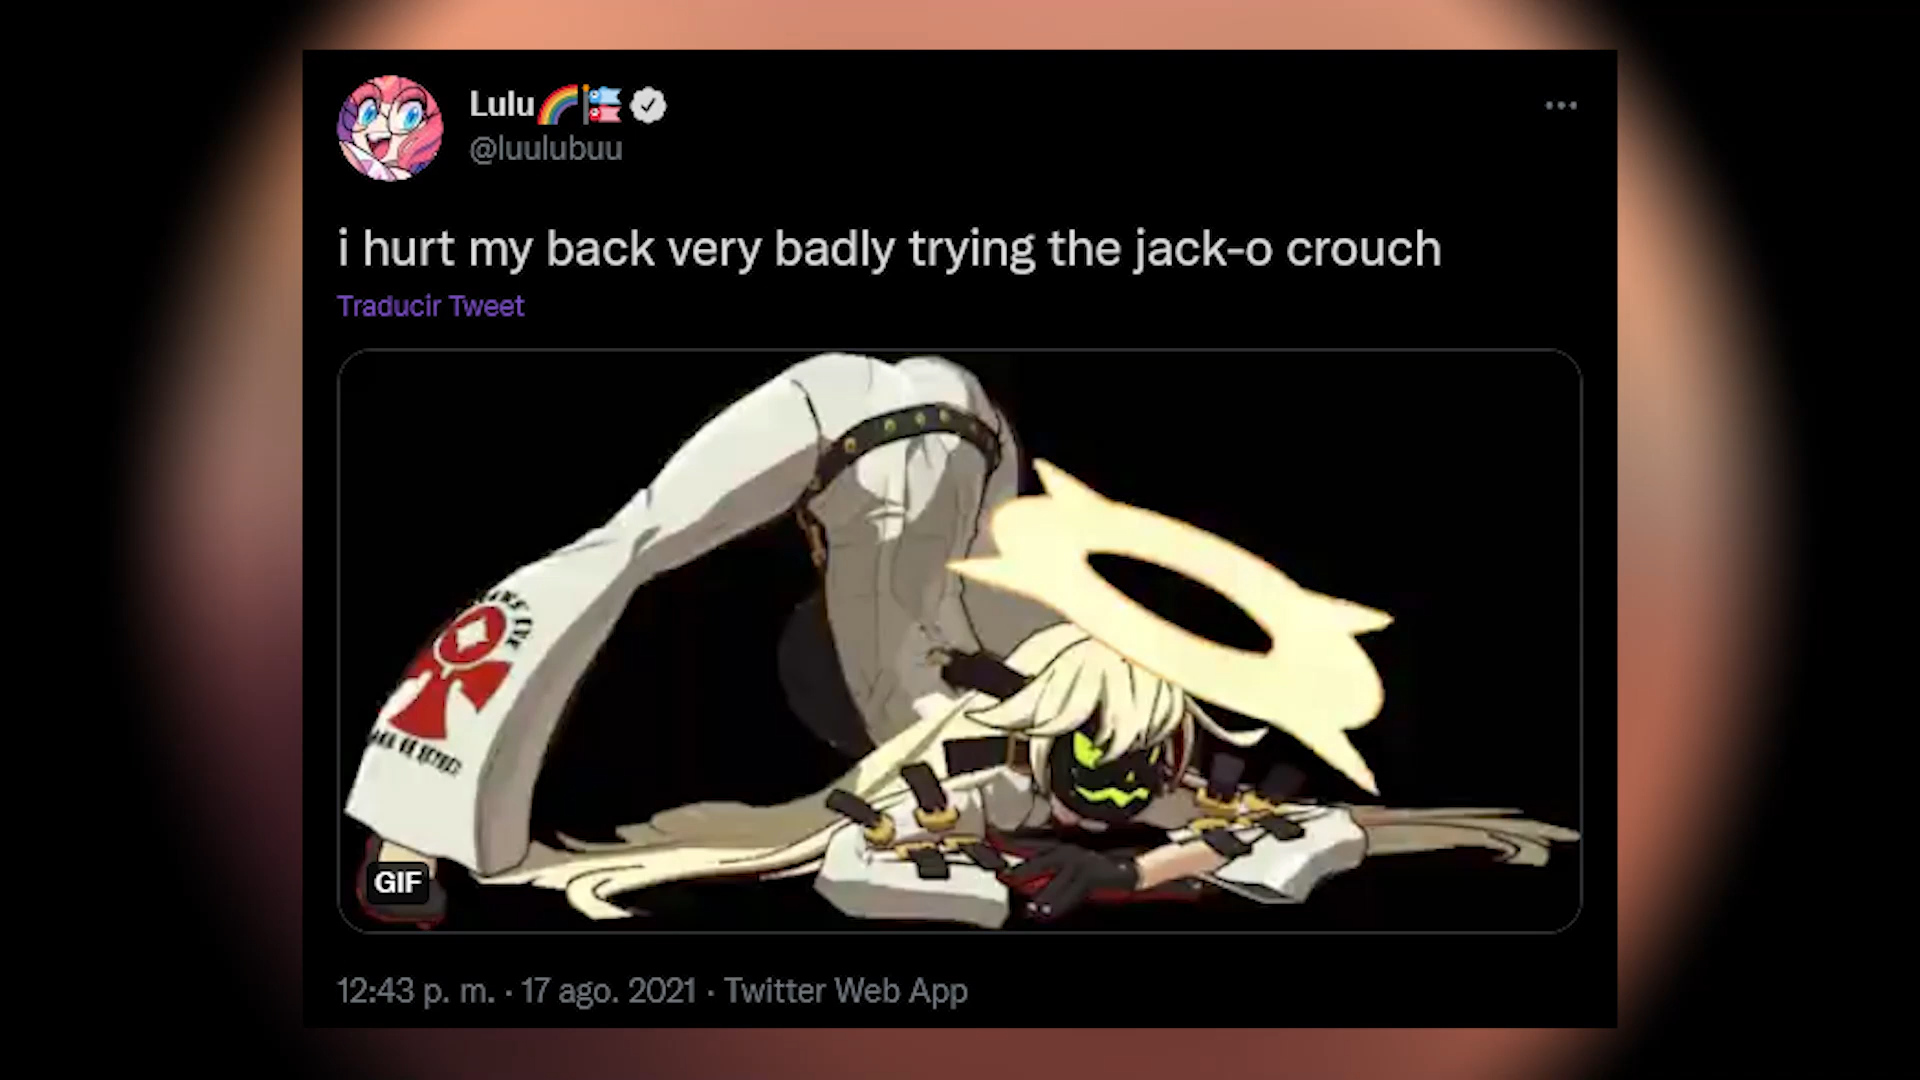 Lulu🌈🎏
@luulubuu
i hurt my back very badly trying the jack-o crouch
Traducir Tweet
GIF
12:43 p. m. · 17 ago. 2021 · Twitter Web App